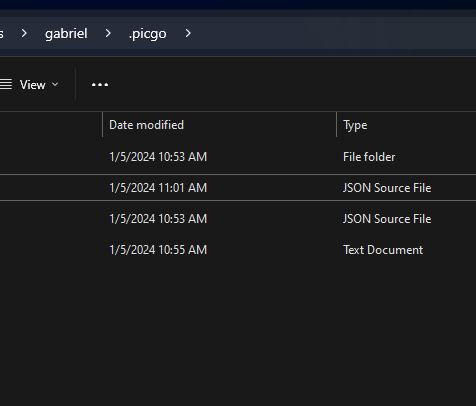 s > gabriel > .picgo >
View
Date modified Type
1/5/2024 10:53 AM File folder
1/5/2024 11:01 AM JSON Source File
1/5/2024 10:53 AM JSON Source File
1/5/2024 10:55 AM Text Document